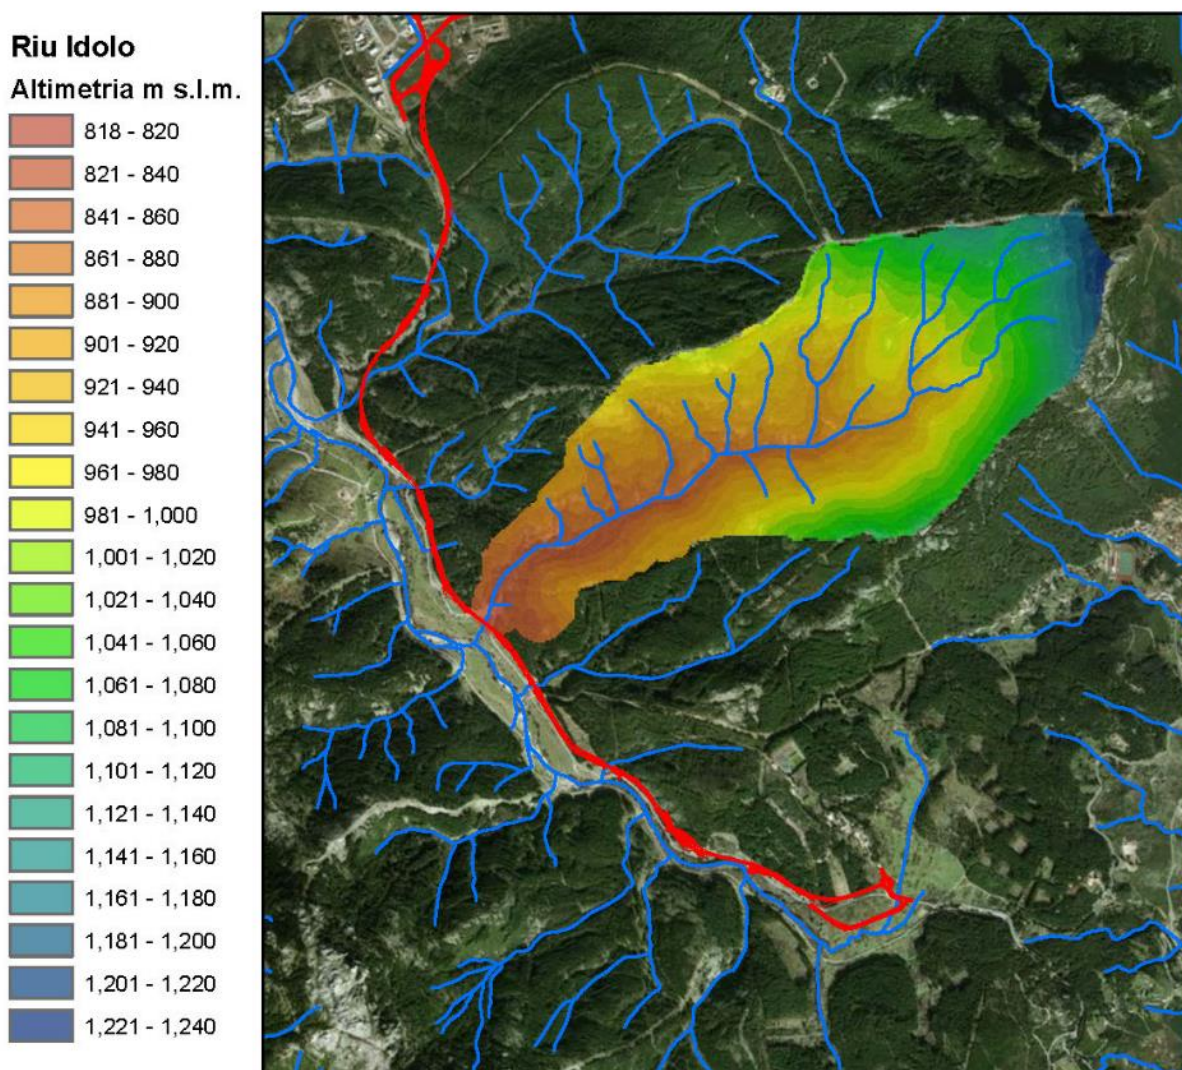 Riu Idolo
Altimetria m s.l.m.
818 - 820
821 - 840
841 - 860
861 - 880
881 - 900
901 - 920
921 - 940
941 - 960
961 - 980
981 - 1,000
1,001 - 1,020
1,021 - 1,040
1,041 - 1,060
1,061 - 1,080
1,081 - 1,100
1,101 - 1,120
1,121 - 1,140
1,141 - 1,160
1,161 - 1,180
1,181 - 1,200
1,201 - 1,220
1,221 - 1,240